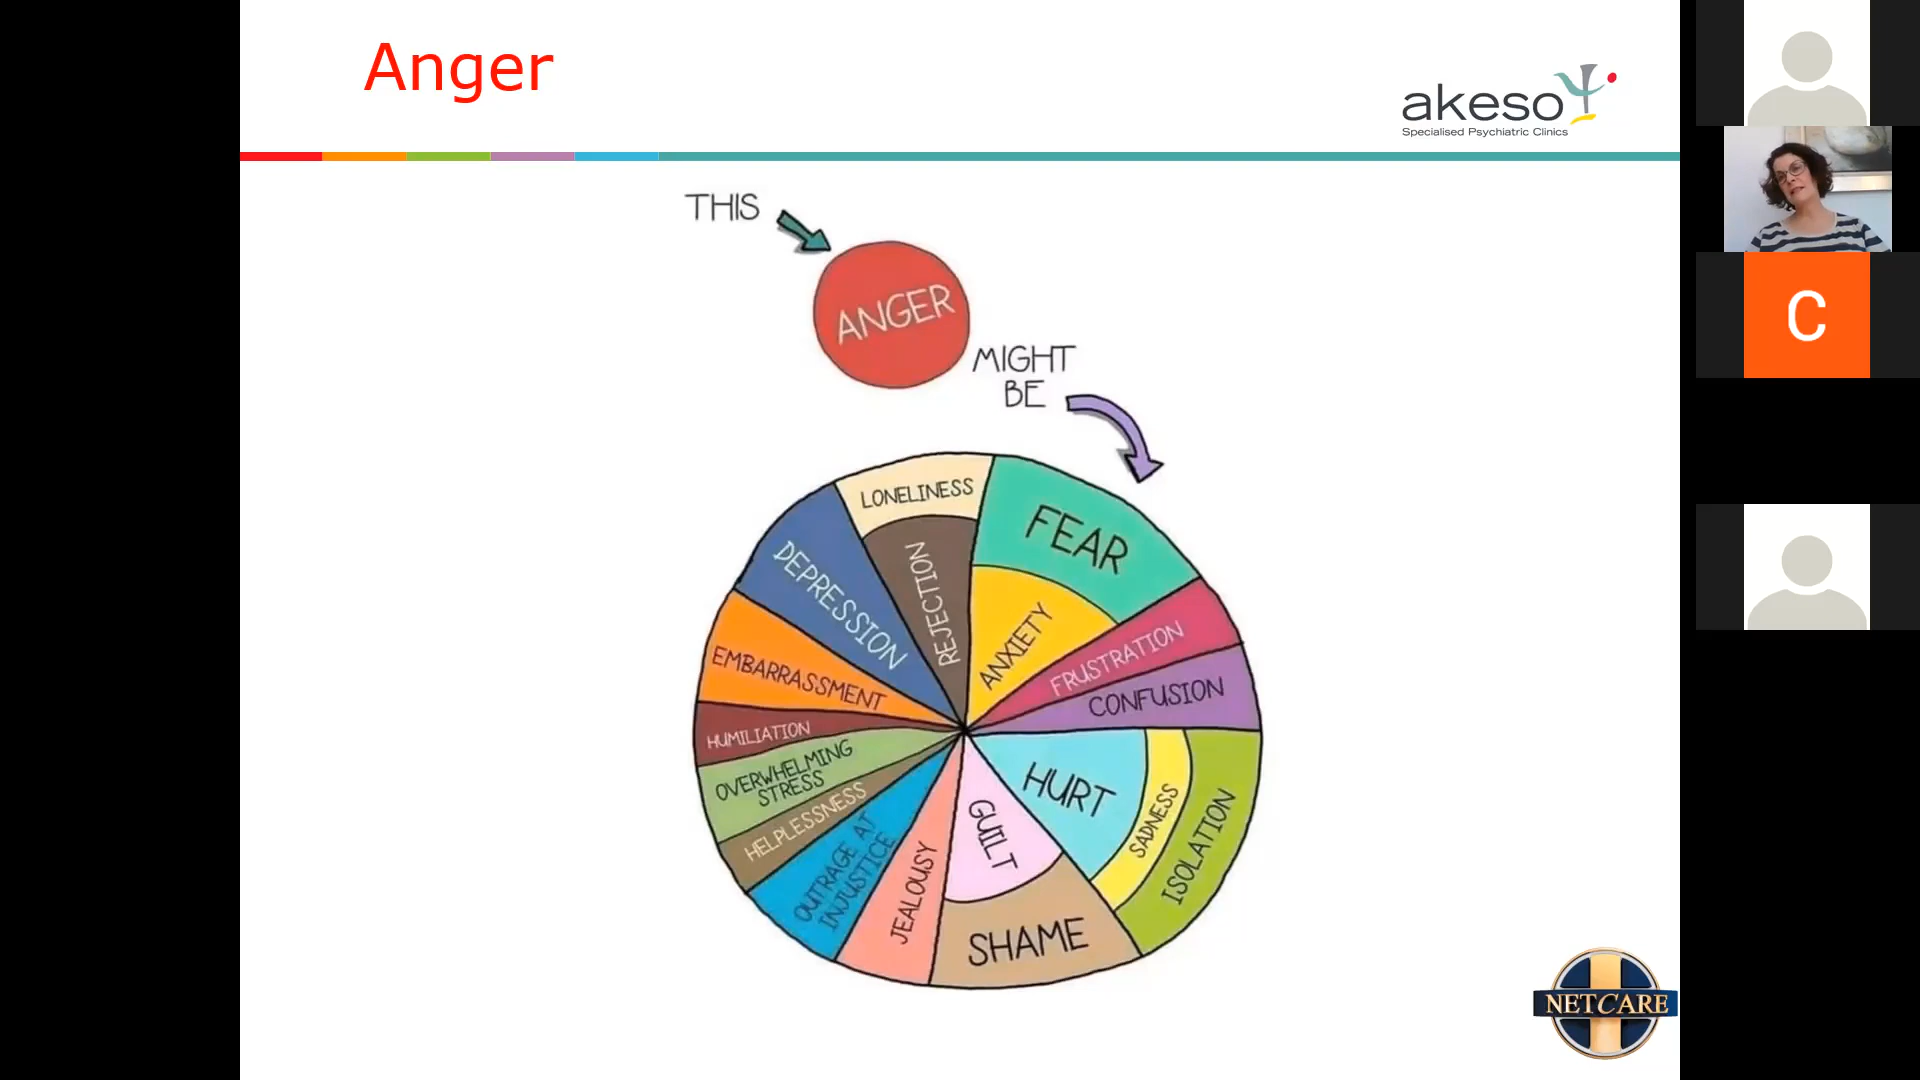 Anger
akeso
Specialised Psychiatric Clinics
THIS
ANGER
MIGHT
BE
LONELINESS
FEAR
DEPRESSION
REJECTION
ANXIETY
FRUSTRATION
EMBARRASSMENT
CONFUSION
HUMILIATION
OVERWHELMING
STRESS
HURT
SADNESS
ISOLATION
HELPLESSNESS
GUILT
OUTRAGE AT
INJUSTICE
JEALOUSY
SHAME
NETCARE
C